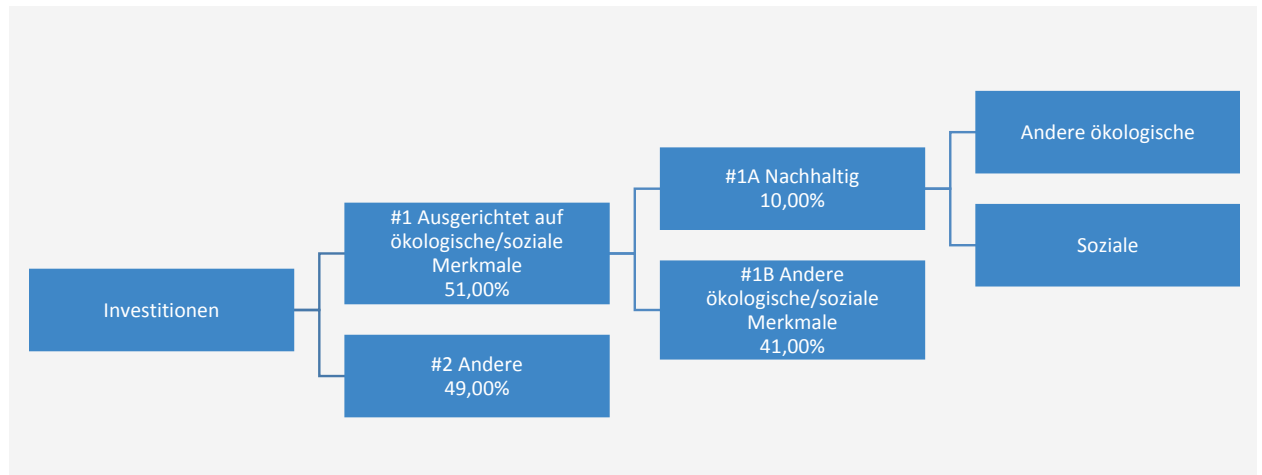 Investitionen
#1 Ausgerichtet auf
ökologische/soziale
Merkmale
51,00%
#2 Andere
49,00%
#1A Nachhaltig
10,00%
#1B Andere
ökologische/soziale
Merkmale
41,00%
Andere ökologische
Soziale